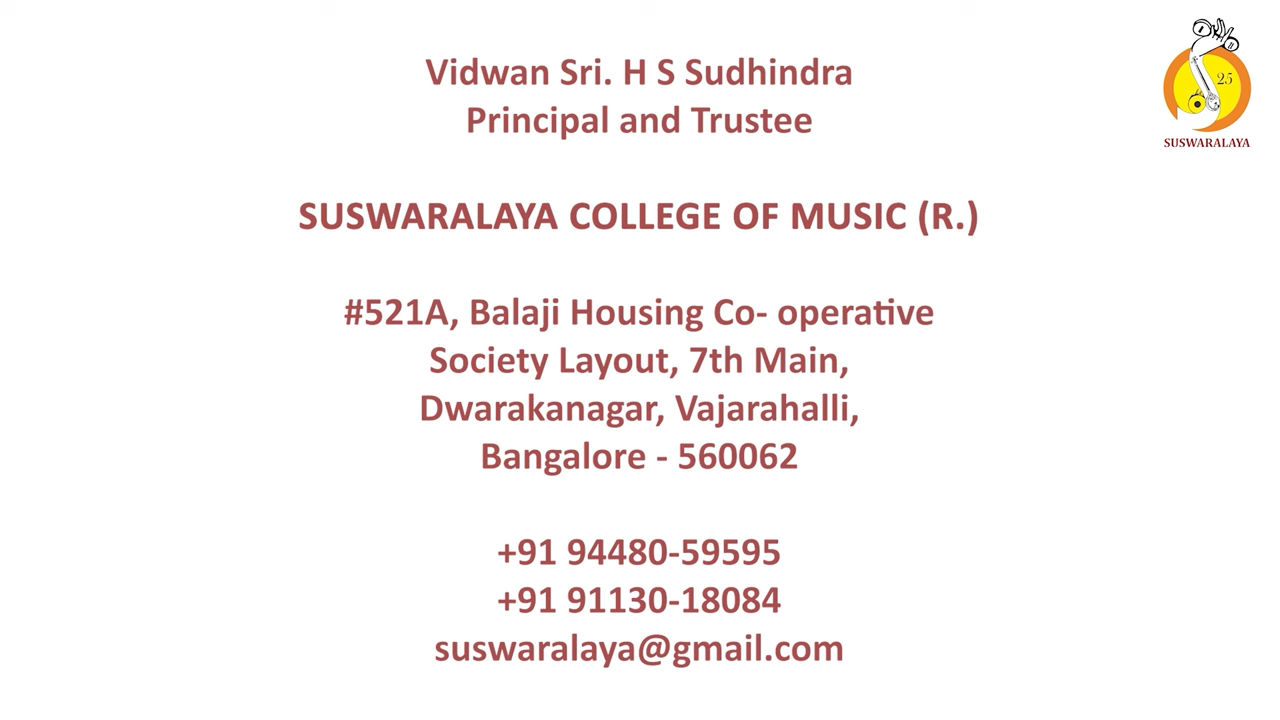 Vidwan Sri. H S Sudhindra
Principal and Trustee
SUSWARALAYA COLLEGE OF MUSIC (R.)
#521A, Balaji Housing Co- operative
Society Layout, 7th Main,
Dwarakanagar, Vajarahalli,
Bangalore - 560062
+91 94480-59595
+91 91130-18084
suswaralaya@gmail.com
25
SUSWARALAYA